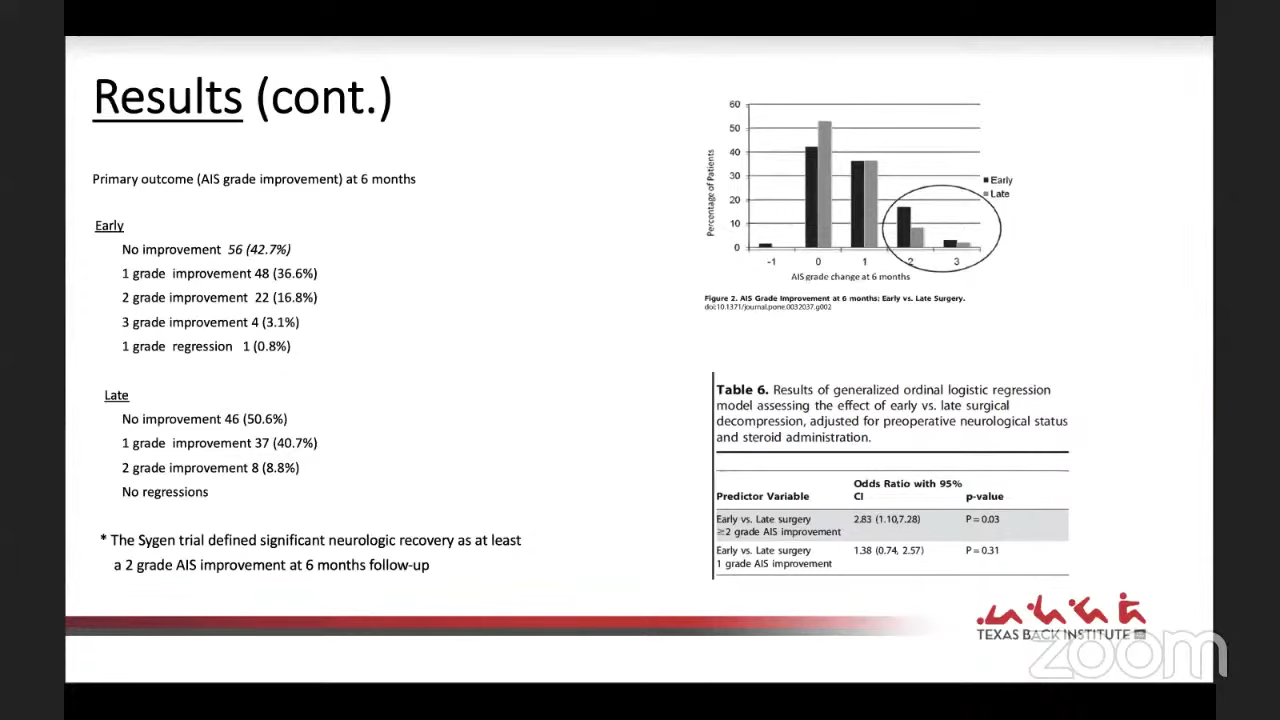 Results (cont.)
Primary outcome (AIS grade improvement) at 6 months
Early
No improvement 56 (42.7%)
1 grade improvement 48 (36.6%)
2 grade improvement 22 (16.8%)
3 grade improvement 4 (3.1%)
1 grade regression 1 (0.8%)
Late
No improvement 46 (50.6%)
1 grade improvement 37 (40.7%)
2 grade improvement 8 (8.8%)
No regressions
* The Sygen trial defined significant neurologic recovery as at least
a 2 grade AIS improvement at 6 months follow-up
60
50
40
30
20
10
0
Percentage of Patients
-1 0 1 2 3
AIS grade change at 6 months
Early
Late
Figure 2. AIS Grade Improvement at 6 months: Early vs. Late Surgery.
doi:10.1371/journal.pone.0032037.g002
Table 6. Results of generalized ordinal logistic regression
model assessing the effect of early vs. late surgical
decompression, adjusted for preoperative neurological status
and steroid administration.
Odds Ratio with 95%
Predictor Variable CI p-value
Early vs. Late surgery 2.83 (1.10,7.28) P = 0.03
≥2 grade AIS improvement
Early vs. Late surgery 1.38 (0.74, 2.57) P = 0.31
1 grade AIS improvement
TEXAS BACK INSTITUTE
zoom